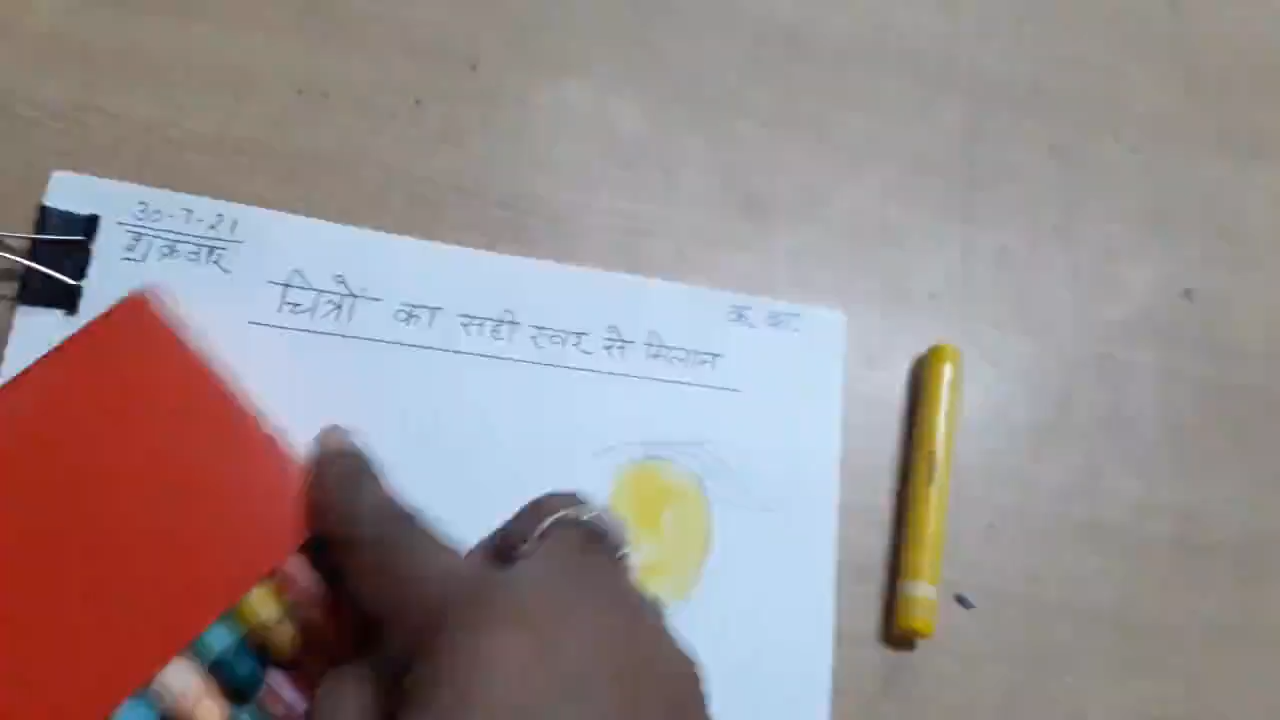 30-7-21
शुक्रवार
क. का.
चित्रों का सही स्वर से मिलान